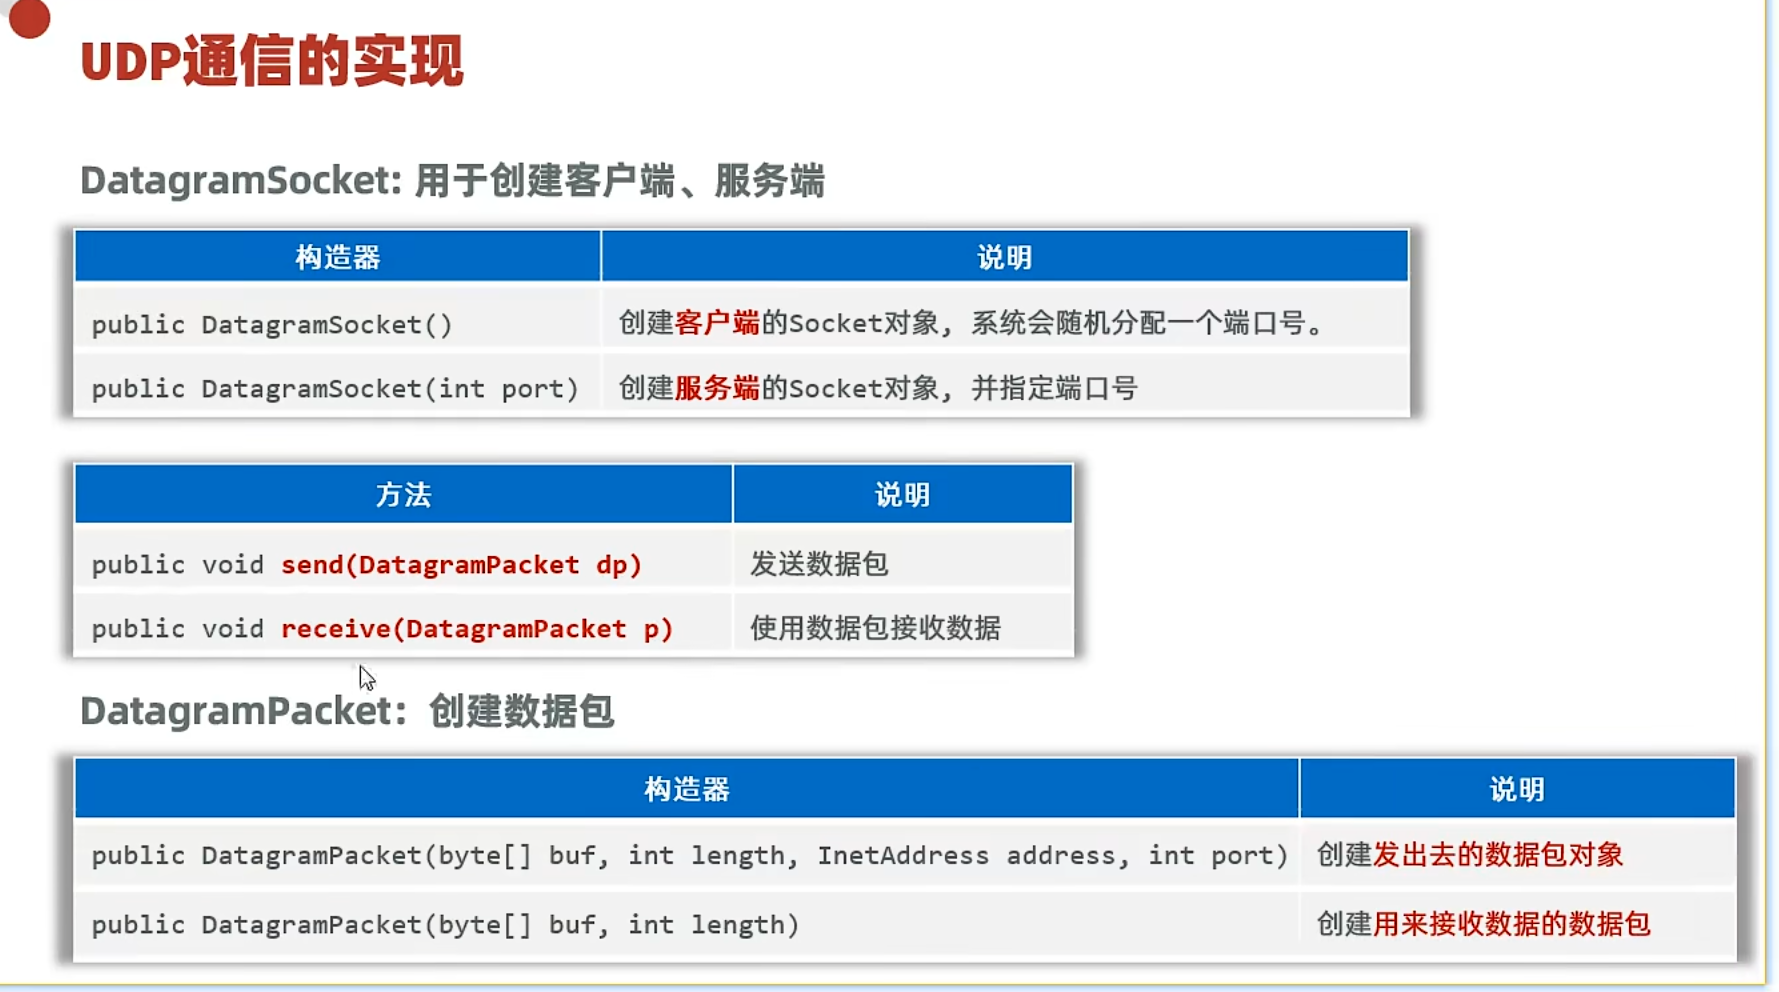 UDP通信的实现
DatagramSocket: 用于创建客户端、服务端
构造器 说明
public DatagramSocket() 创建客户端的Socket对象, 系统会随机分配一个端口号。
public DatagramSocket(int port) 创建服务端的Socket对象, 并指定端口号
方法 说明
public void send(DatagramPacket dp) 发送数据包
public void receive(DatagramPacket p) 使用数据包接收数据
DatagramPacket：创建数据包
构造器 说明
public DatagramPacket(byte[] buf, int length, InetAddress address, int port) 创建发出去的数据包对象
public DatagramPacket(byte[] buf, int length) 创建用来接收数据的数据包